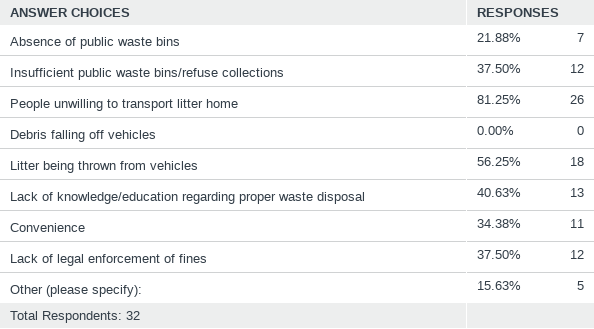 ANSWER CHOICES RESPONSES
Absence of public waste bins 21.88% 7
Insufficient public waste bins/refuse collections 37.50% 12
People unwilling to transport litter home 81.25% 26
Debris falling off vehicles 0.00% 0
Litter being thrown from vehicles 56.25% 18
Lack of knowledge/education regarding proper waste disposal 40.63% 13
Convenience 34.38% 11
Lack of legal enforcement of fines 37.50% 12
Other (please specify): 15.63% 5
Total Respondents: 32